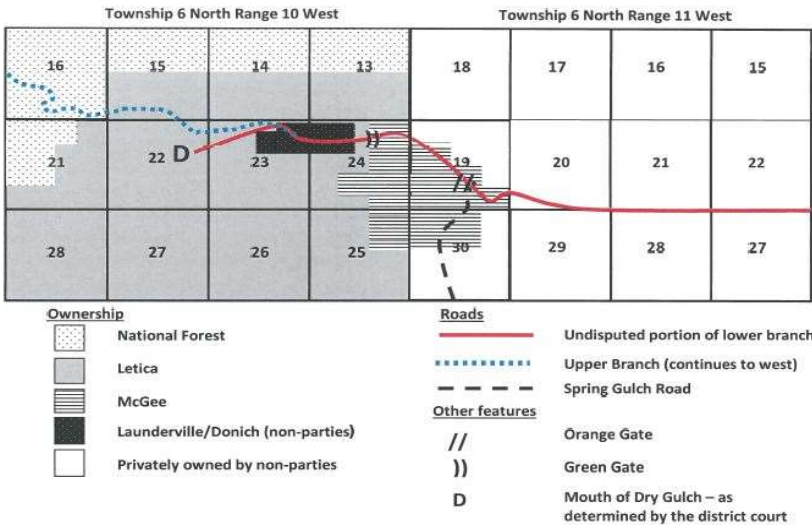 Township 6 North Range 10 West Township 6 North Range 11 West
16 15 14 13 18 17 16 15
21 22 D 23 24 19 20 21 22
28 27 26 25 30 29 28 27
Ownership
National Forest
Letica
McGee
Launderville/Donich (non-parties)
Privately owned by non-parties
Roads
Undisputed portion of lower branch
Upper Branch (continues to west)
Spring Gulch Road
Other features
// Orange Gate
)) Green Gate
D Mouth of Dry Gulch – as
determined by the district court